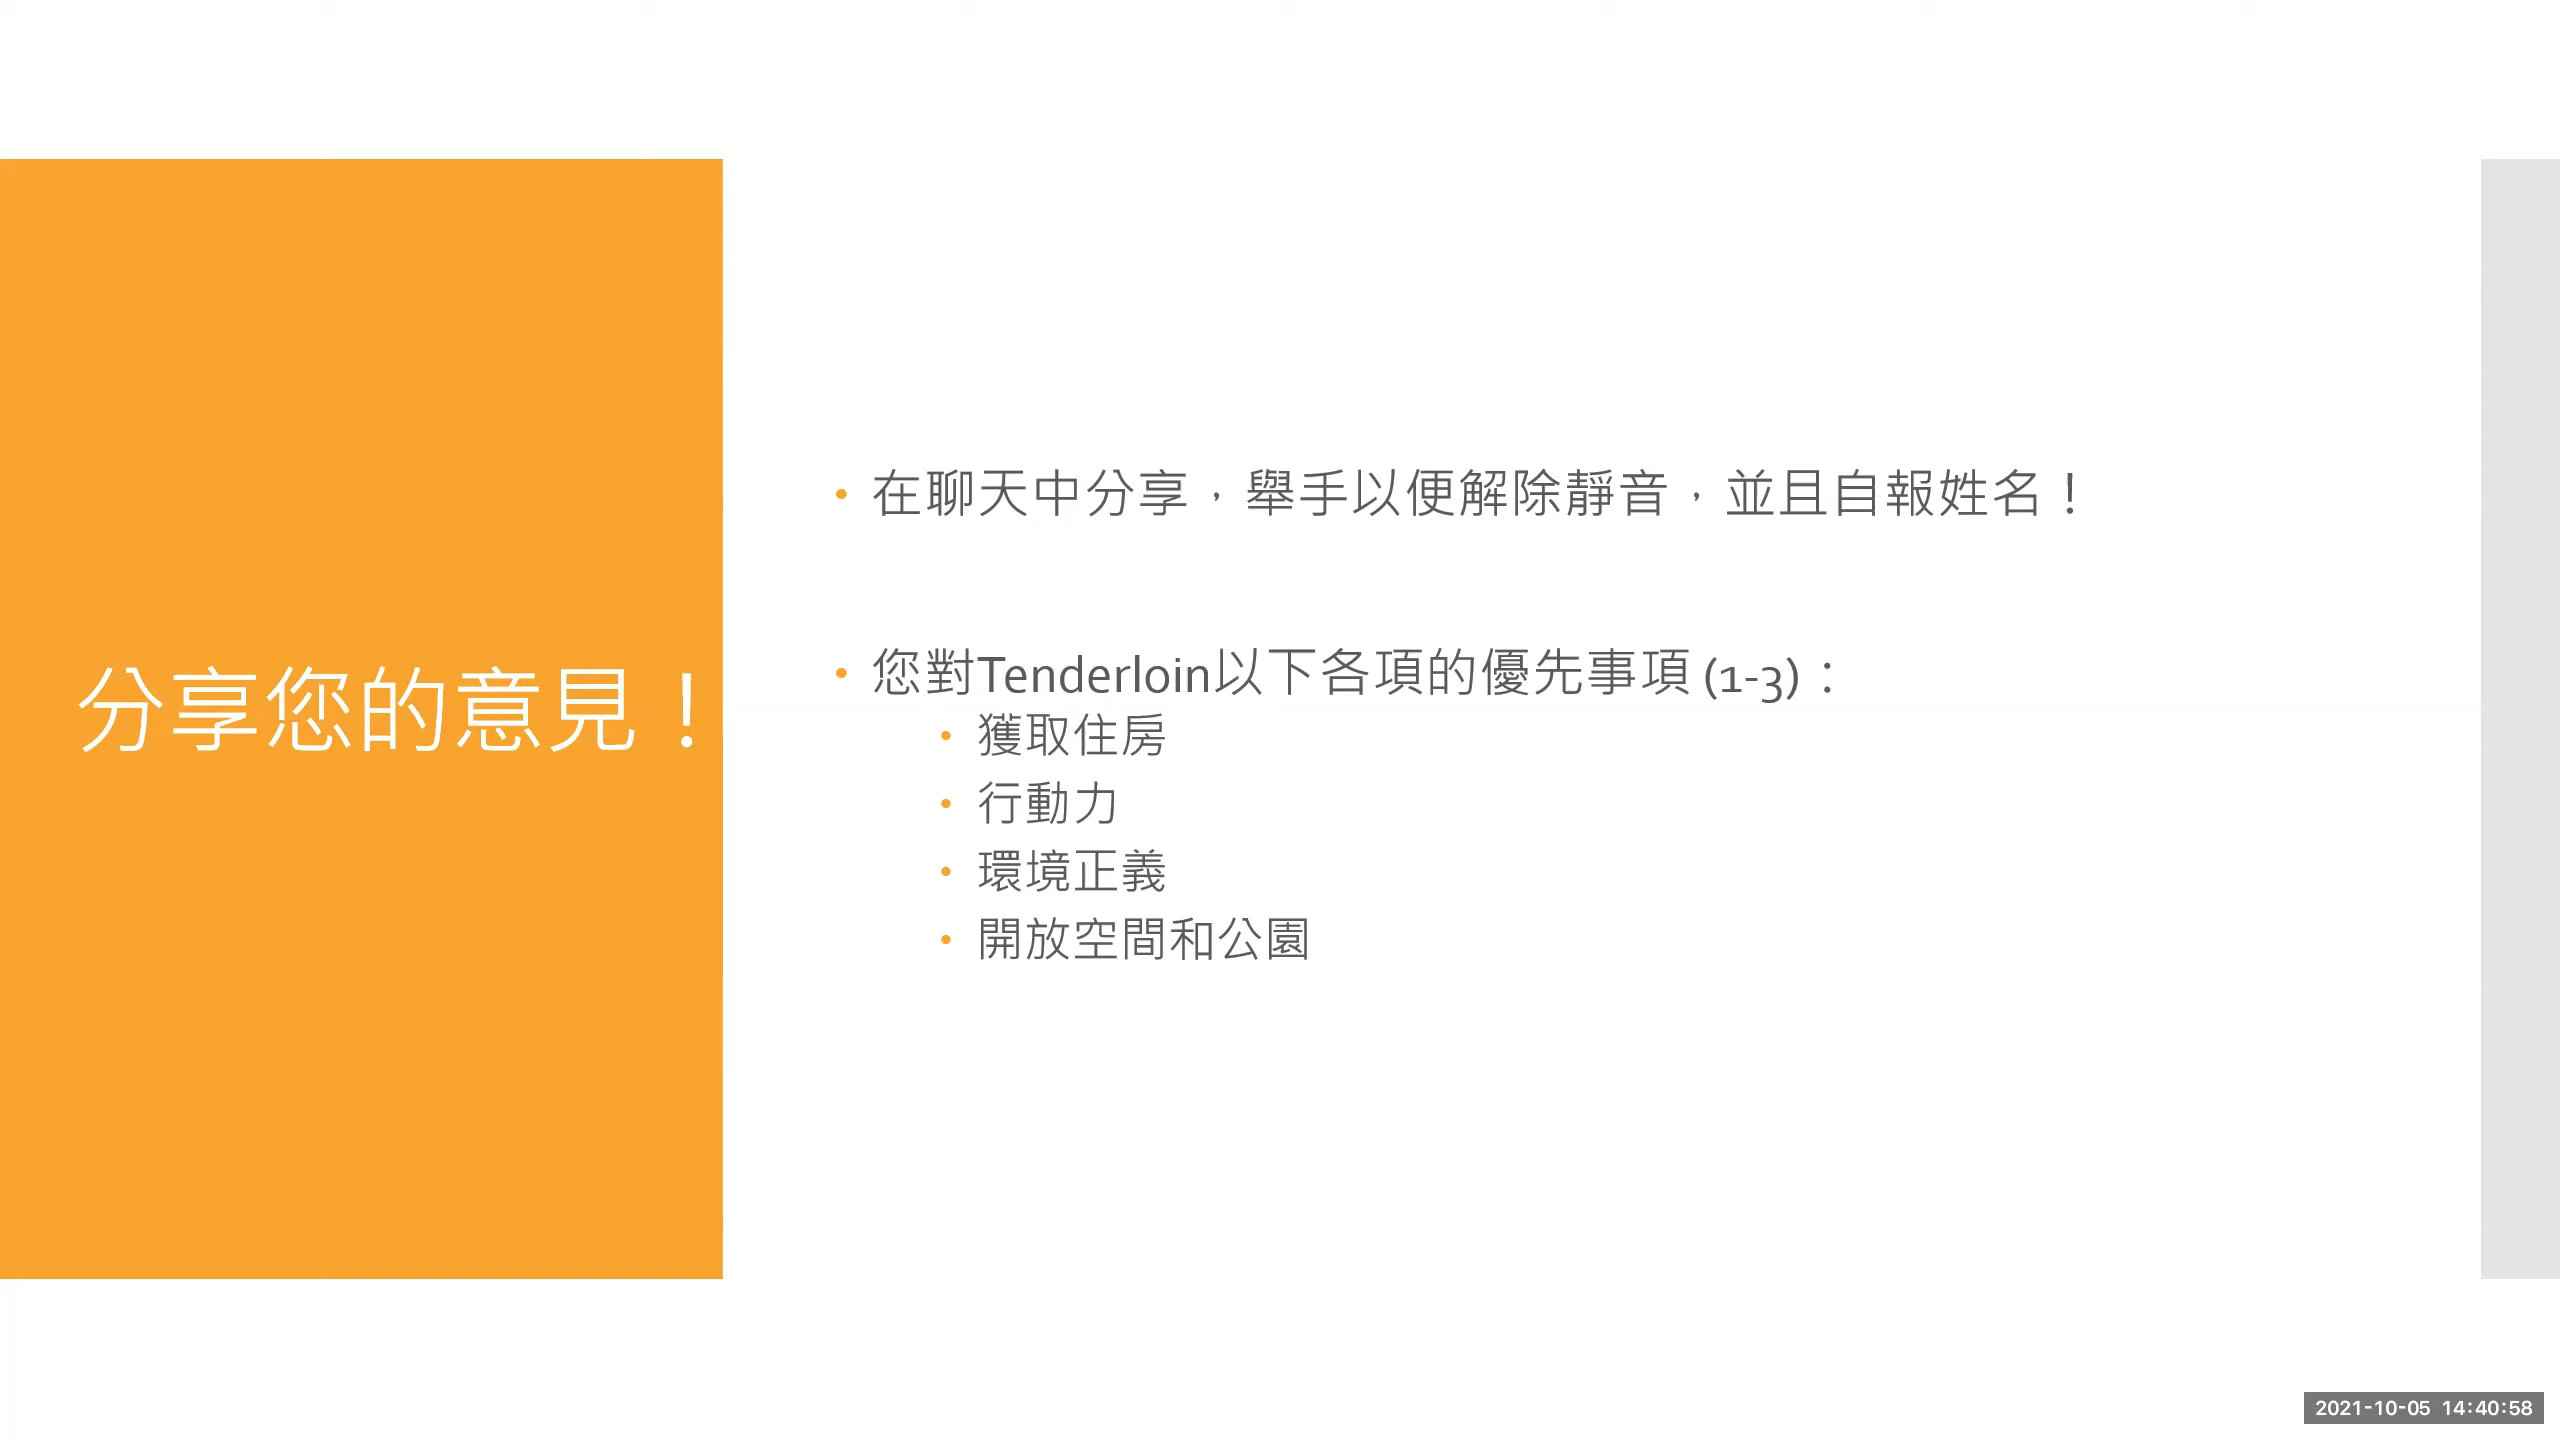 分享您的意見！
在聊天中分享，舉手以便解除靜音，並且自報姓名！
您對Tenderloin以下各項的優先事項 (1-3)：
獲取住房
行動力
環境正義
開放空間和公園
2021-10-05 14:40:58